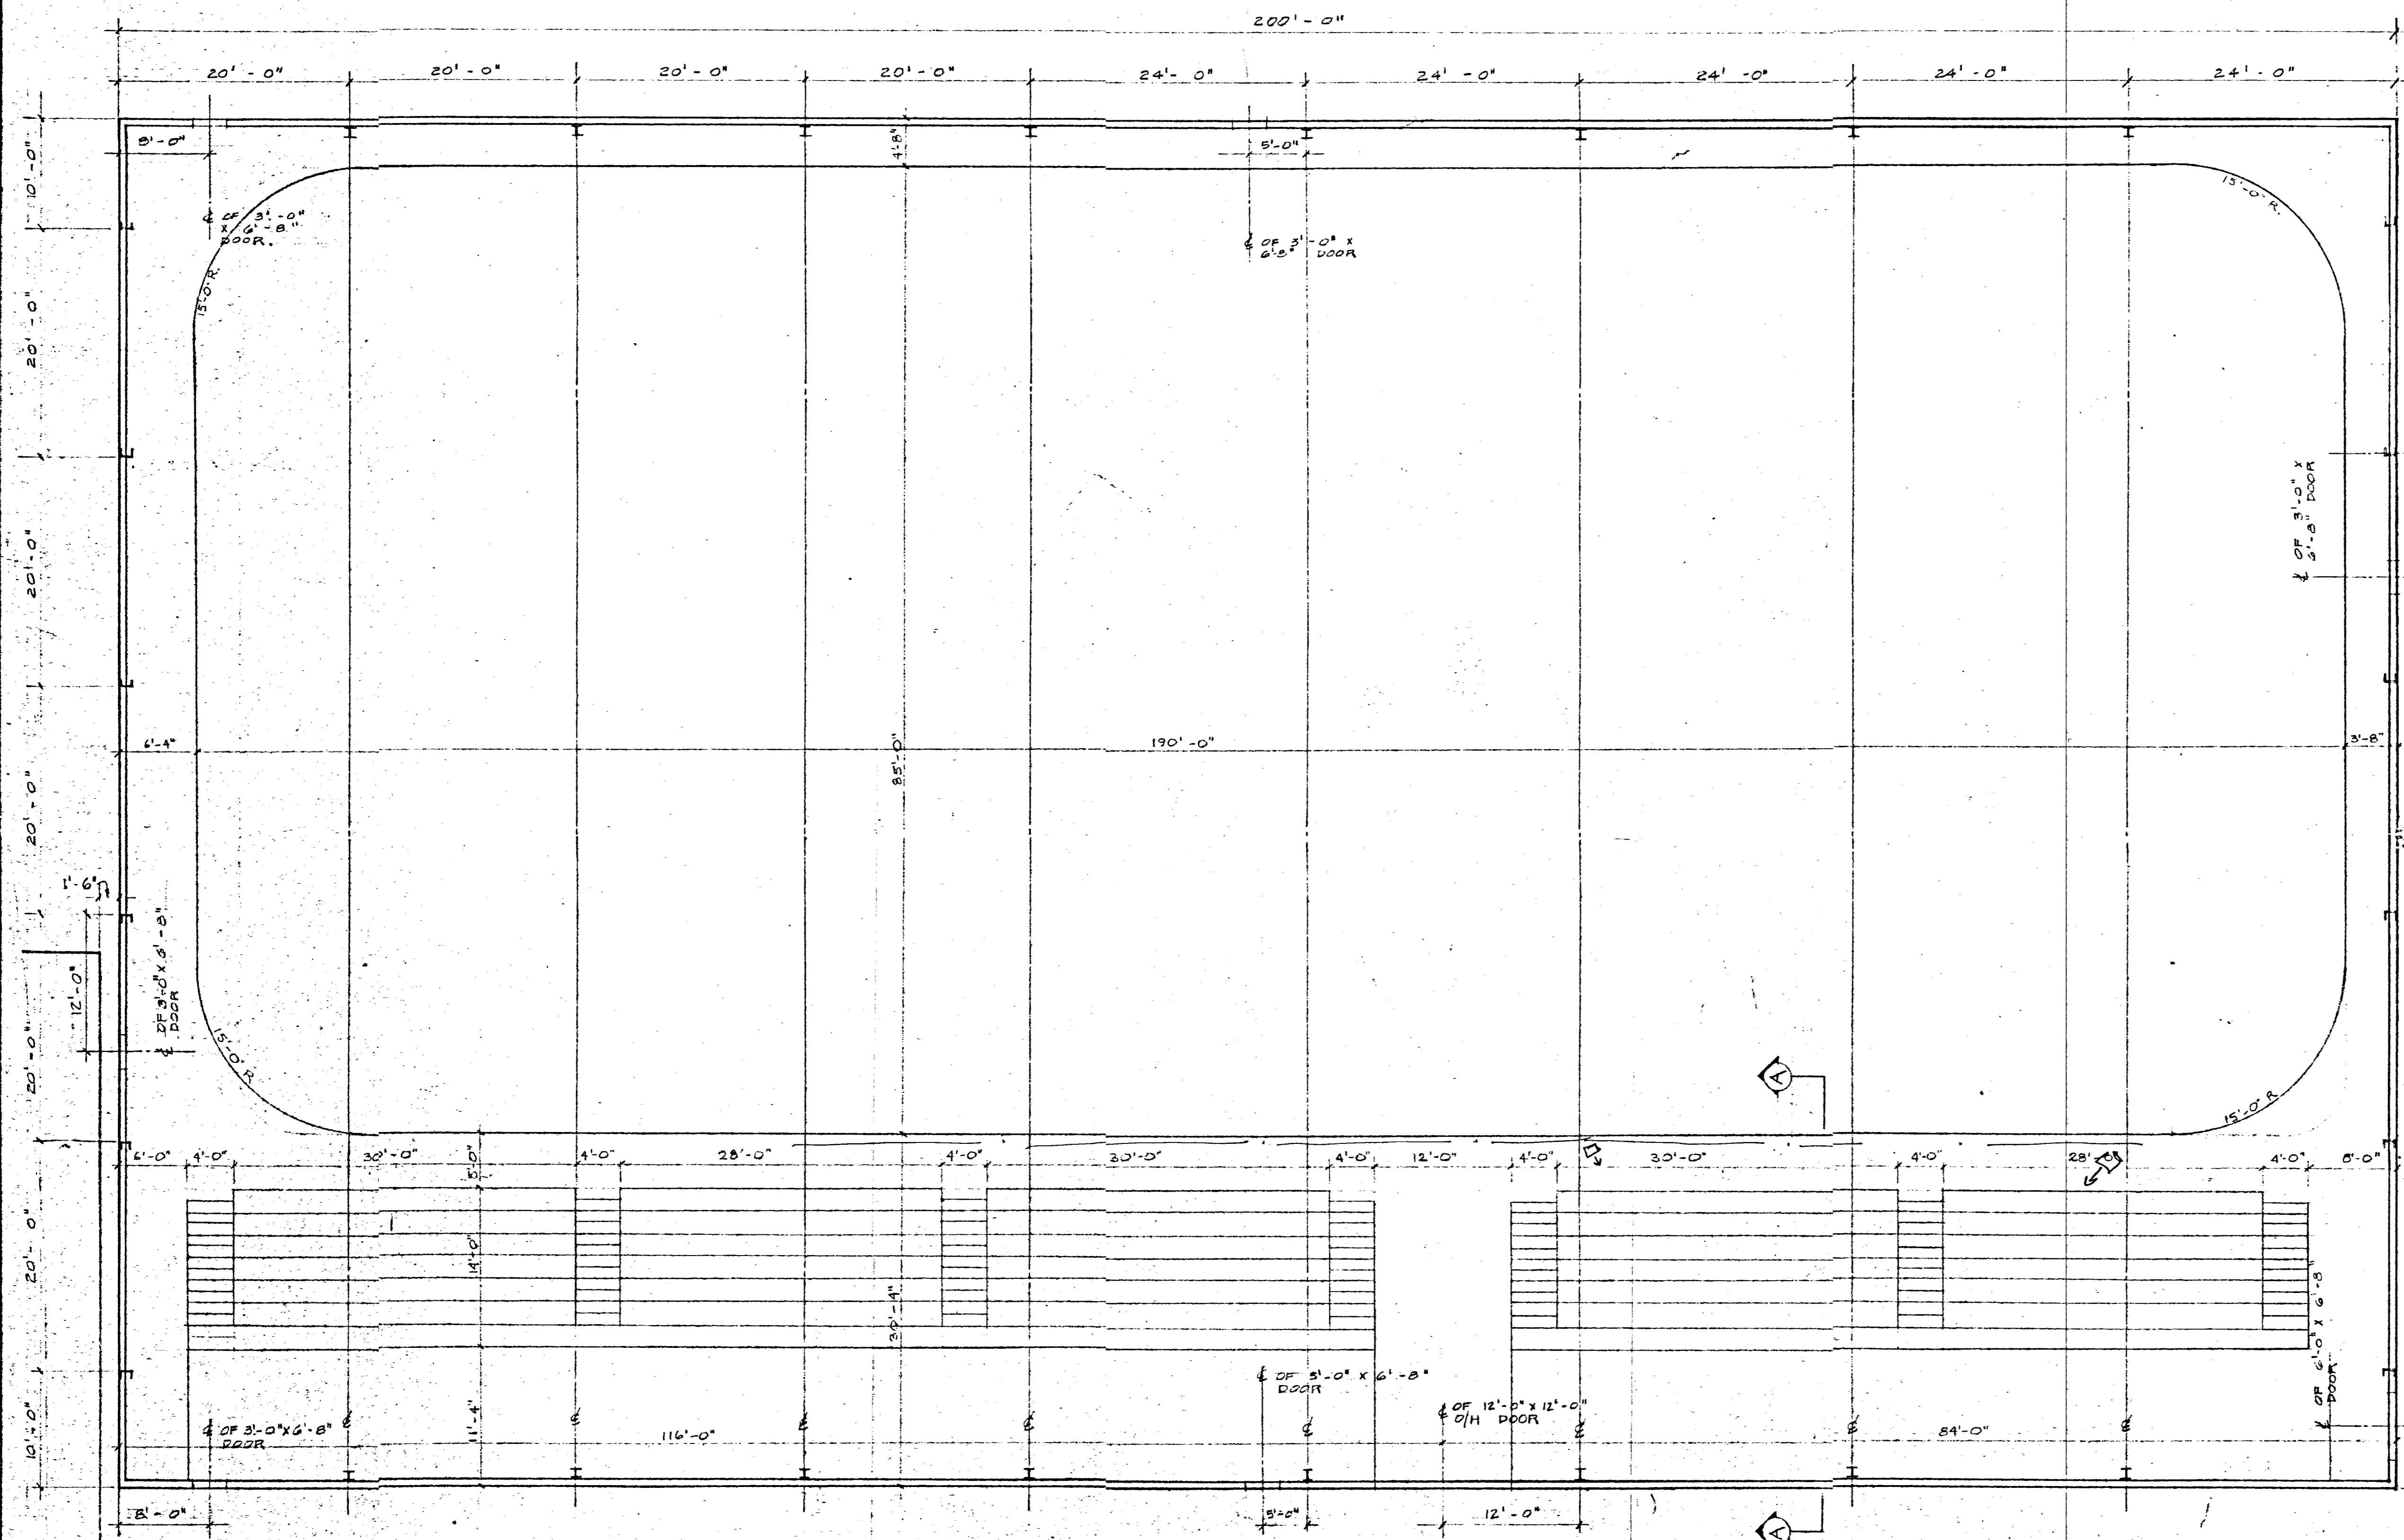 200'-0"
20'-0" 20'-0" 20'-0" 20'-0" 24'-0" 24'-0" 24'-0" 24'-0" 24'-0"
10'-0"
8'-0"
4'-8"
5'-0"
15'-0" R.
℄ OF 3'-0"
X 6'-8"
DOOR.
℄ OF 3'-0" X
6'-8" DOOR
15'-0" R.
20'-0"
℄ OF 3'-0" X
6'-8" DOOR
20'-0"
6'-4"
85'-0"
190'-0"
3'-8"
20'-0"
1'-6"
12'-0"
℄ OF 3'-0" X 6'-8"
DOOR
20'-0"
15'-0" R
A
15'-0" R
6'-0" 4'-0" 30'-0" 4'-0" 28'-0" 4'-0" 30'-0" 4'-0" 12'-0" 4'-0" 30'-0" 4'-0" 28'-0" 4'-0" 8'-0"
5'-0"
20'-0"
14'-0"
30'-4"
℄ OF 6'-0" X 6'-8"
DOOR
℄ OF 3'-0" X 6'-8"
DOOR
℄ OF 12'-0" X 12'-0"
O/H DOOR
10'-0"
℄ OF 3'-0" X 6'-8"
DOOR
11'-4"
℄ ℄ ℄ ℄ ℄ ℄ ℄ ℄
116'-0" 84'-0"
8'-0" 5'-0" 12'-0"
A